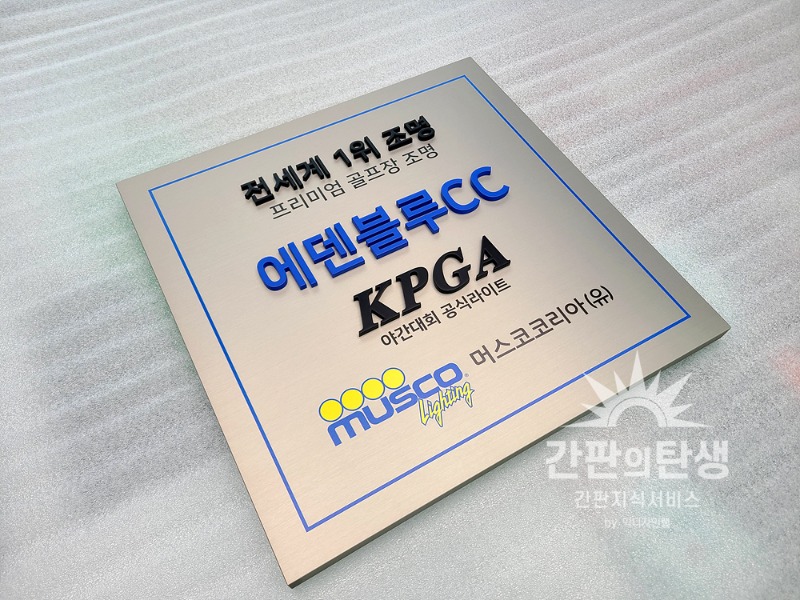 전세계 1위 조명
프리미엄 골프장 조명
에덴블루CC
KPGA
야간대회 공식라이트
musco® 머스코코리아(유)
Lighting
간판의탄생
간판지식서비스
by